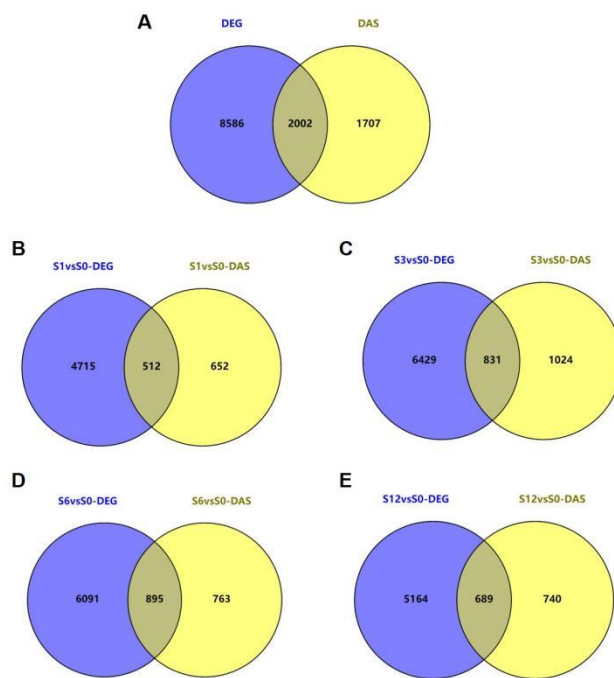 A
DEG DAS
8586 2002 1707
B
S1vsS0-DEG S1vsS0-DAS
4715 512 652
C
S3vsS0-DEG S3vsS0-DAS
6429 831 1024
D
S6vsS0-DEG S6vsS0-DAS
6091 895 763
E
S12vsS0-DEG S12vsS0-DAS
5164 689 740